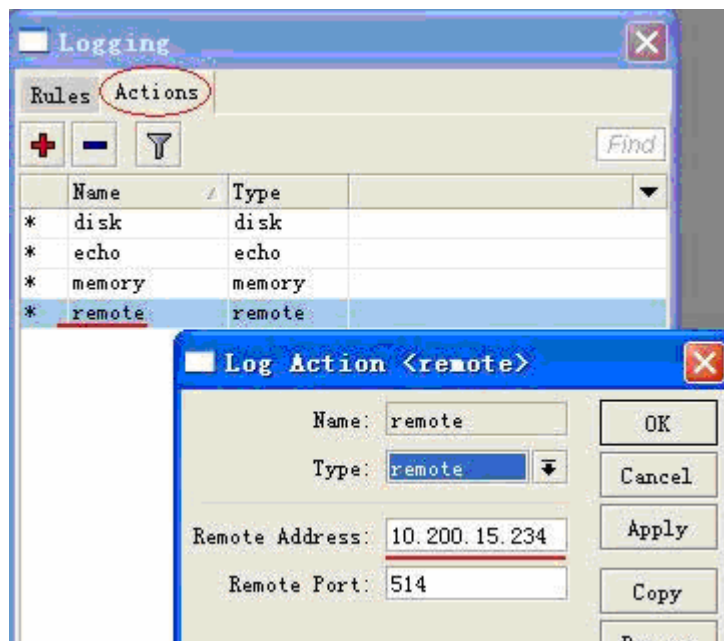 Logging
Rules Actions
Find
Name Type
* disk disk
* echo echo
* memory memory
* remote remote
Log Action <remote>
Name: remote
OK
Type: remote
Cancel
Remote Address: 10.200.15.234
Apply
Remote Port: 514
Copy